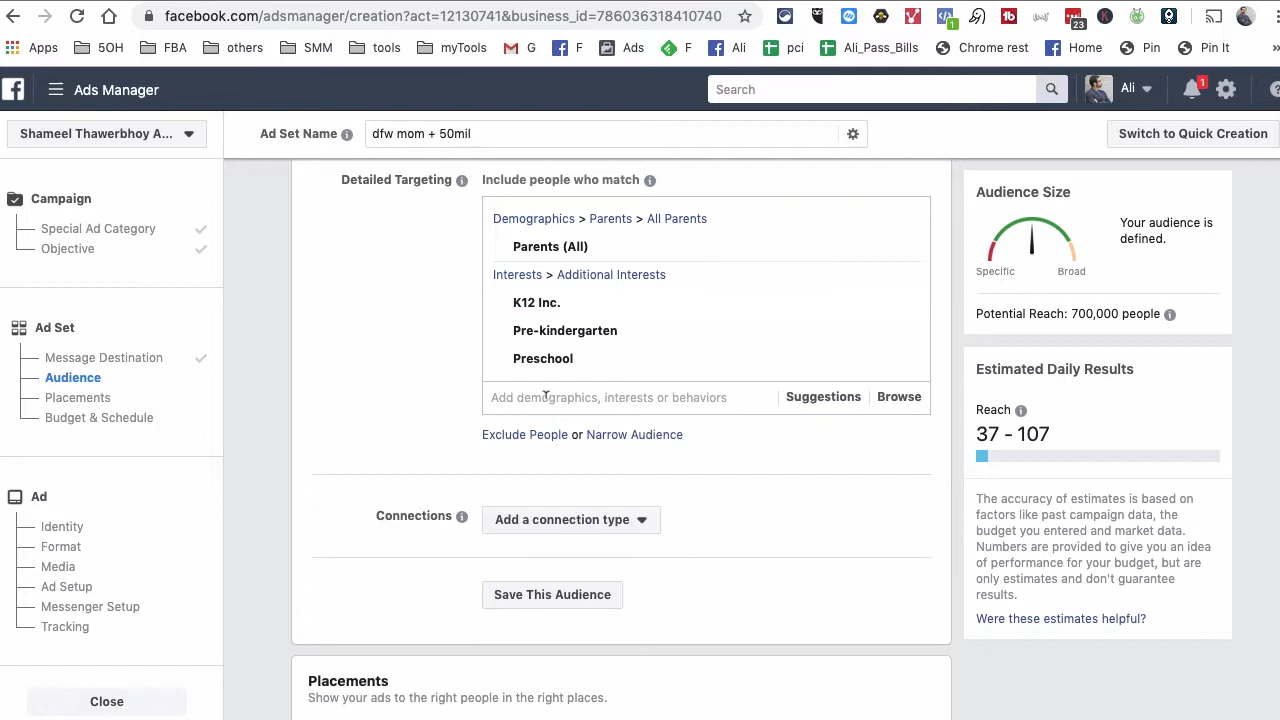 facebook.com/adsmanager/creation?act=12130741&business_id=786036318410740
1
23
Apps 5OH FBA others SMM tools myTools G F Ads F Ali pci Ali_Pass_Bills Chrome rest Home Pin Pin It »
Ads Manager
Search
Ali
1
Shameel Thawerbhoy A...
Ad Set Name
dfw mom + 50mil
Switch to Quick Creation
Campaign
Special Ad Category
Objective
Ad Set
Message Destination
Audience
Placements
Budget & Schedule
Ad
Identity
Format
Media
Ad Setup
Messenger Setup
Tracking
Close
Detailed Targeting
Include people who match
Demographics > Parents > All Parents
Parents (All)
Interests > Additional Interests
K12 Inc.
Pre-kindergarten
Preschool
Add demographics, interests or behaviors
Suggestions
Browse
Exclude People or Narrow Audience
Connections
Add a connection type
Save This Audience
Placements
Show your ads to the right people in the right places.
Audience Size
Specific
Broad
Your audience is
defined.
Potential Reach: 700,000 people
Estimated Daily Results
Reach
37 - 107
The accuracy of estimates is based on
factors like past campaign data, the
budget you entered and market data.
Numbers are provided to give you an idea
of performance for your budget, but are
only estimates and don't guarantee
results.
Were these estimates helpful?